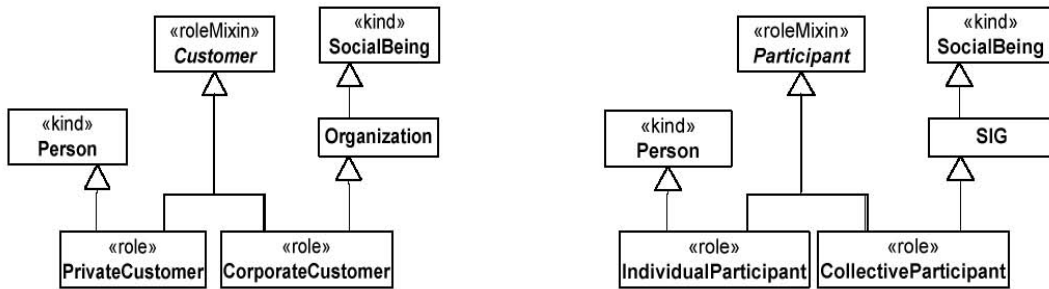 «roleMixin»
Customer
«kind»
SocialBeing
«kind»
Person
Organization
«role»
PrivateCustomer
«role»
CorporateCustomer
«roleMixin»
Participant
«kind»
SocialBeing
«kind»
Person
SIG
«role»
IndividualParticipant
«role»
CollectiveParticipant